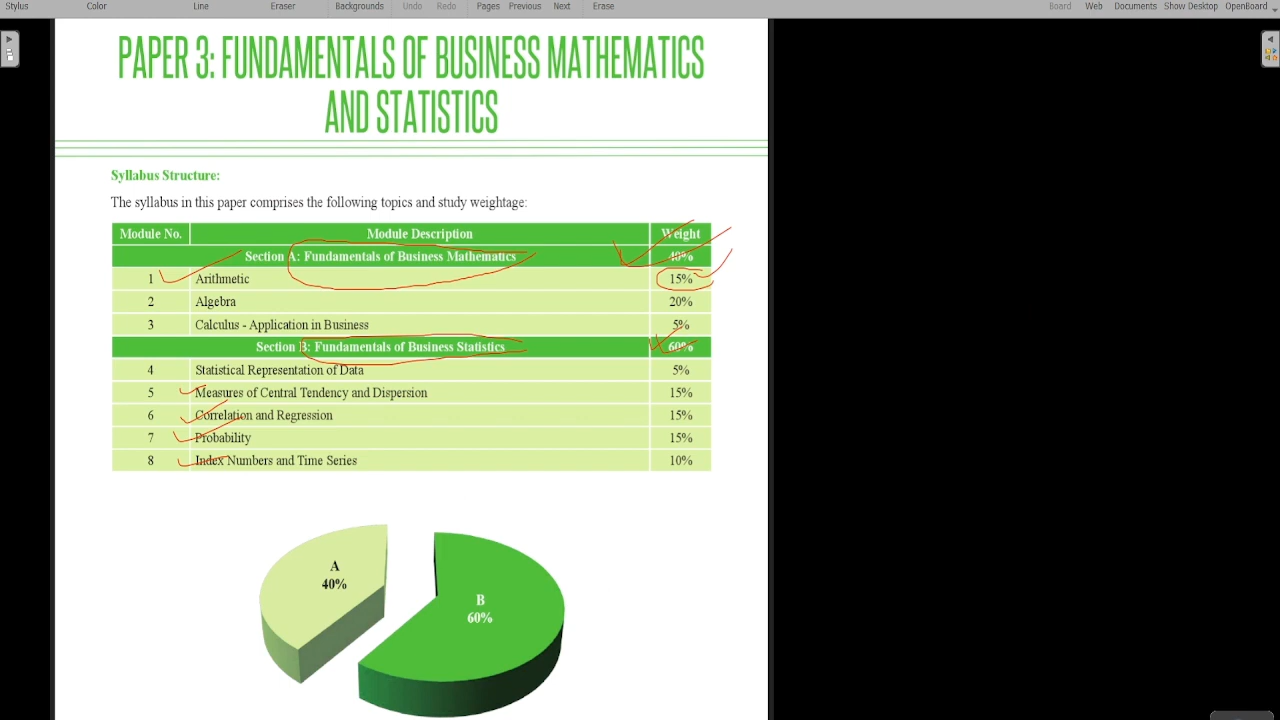 Stylus Color Line Eraser Backgrounds Undo Redo Pages Previous Next Erase Board Web Documents Show Desktop OpenBoard
PAPER 3: FUNDAMENTALS OF BUSINESS MATHEMATICS
AND STATISTICS
Syllabus Structure:
The syllabus in this paper comprises the following topics and study weightage:
Module No. Module Description Weight
Section A: Fundamentals of Business Mathematics 40%
1 Arithmetic 15%
2 Algebra 20%
3 Calculus - Application in Business 5%
Section B: Fundamentals of Business Statistics 60%
4 Statistical Representation of Data 5%
5 Measures of Central Tendency and Dispersion 15%
6 Correlation and Regression 15%
7 Probability 15%
8 Index Numbers and Time Series 10%
A
40%
B
60%